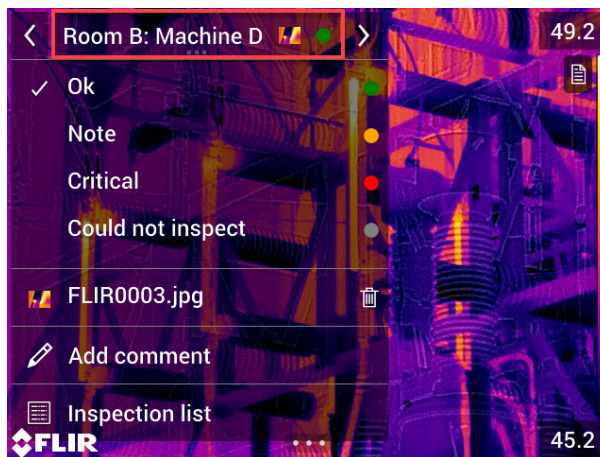 Room B: Machine D
49.2
Ok
Note
Critical
Could not inspect
FLIR0003.jpg
Add comment
Inspection list
FLIR
45.2